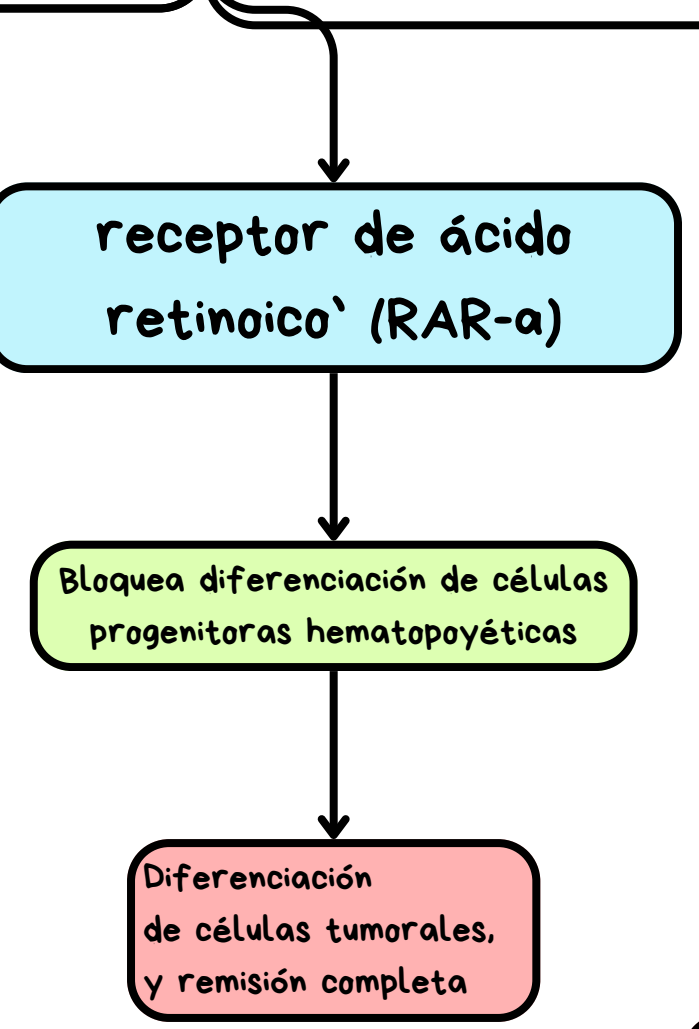 receptor de ácido
retinoico` (RAR-a)
Bloquea diferenciación de células
progenitoras hematopoyéticas
Diferenciación
de células tumorales,
y remisión completa